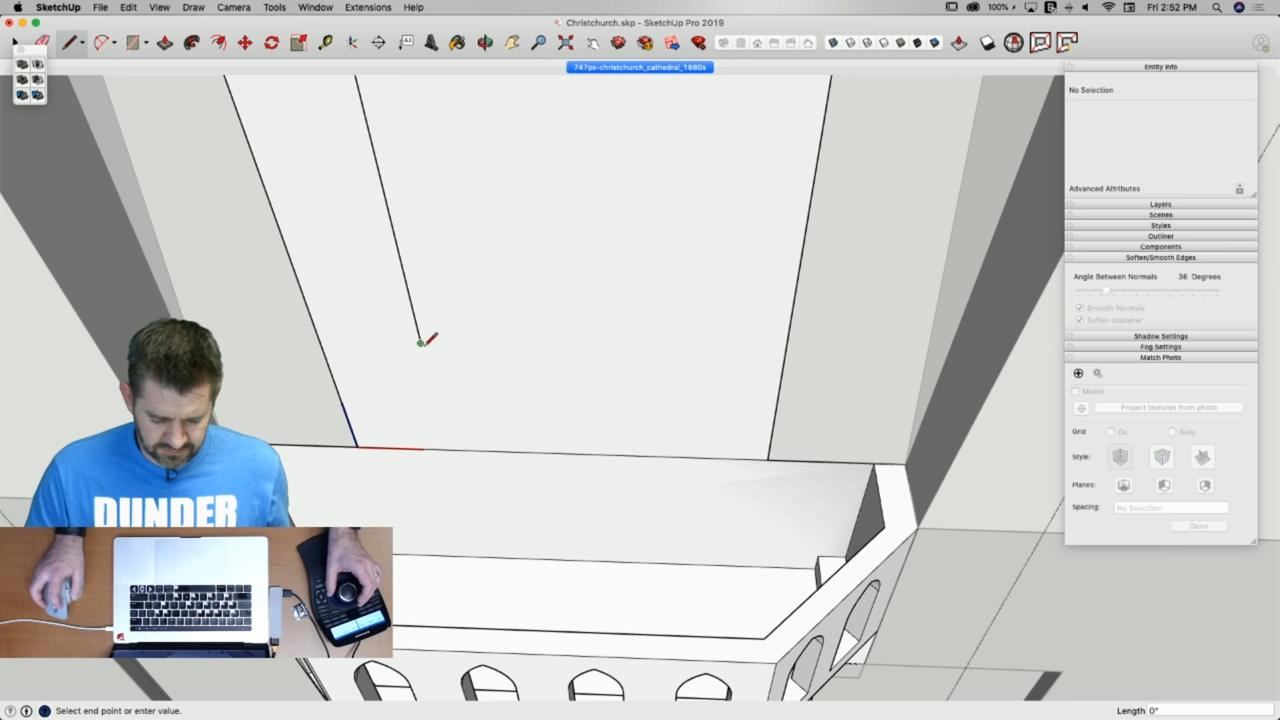 SketchUp File Edit View Draw Camera Tools Window Extensions Help 100% Fri 2:52 PM
Christchurch.skp - SketchUp Pro 2019
747px-christchurch_cathedral_1880s
Entity Info
No Selection
Advanced Attributes
Layers
Scenes
Styles
Outliner
Components
Soften/Smooth Edges
Angle Between Normals 36 Degrees
Smooth Normals
Soften coplanar
Shadow Settings
Fog Settings
Match Photo
Model
Project textures from photo
Grid On Auto
Style:
Planes:
Spacing: No Selection
Done
DUNDER
Select end point or enter value. Length 0"